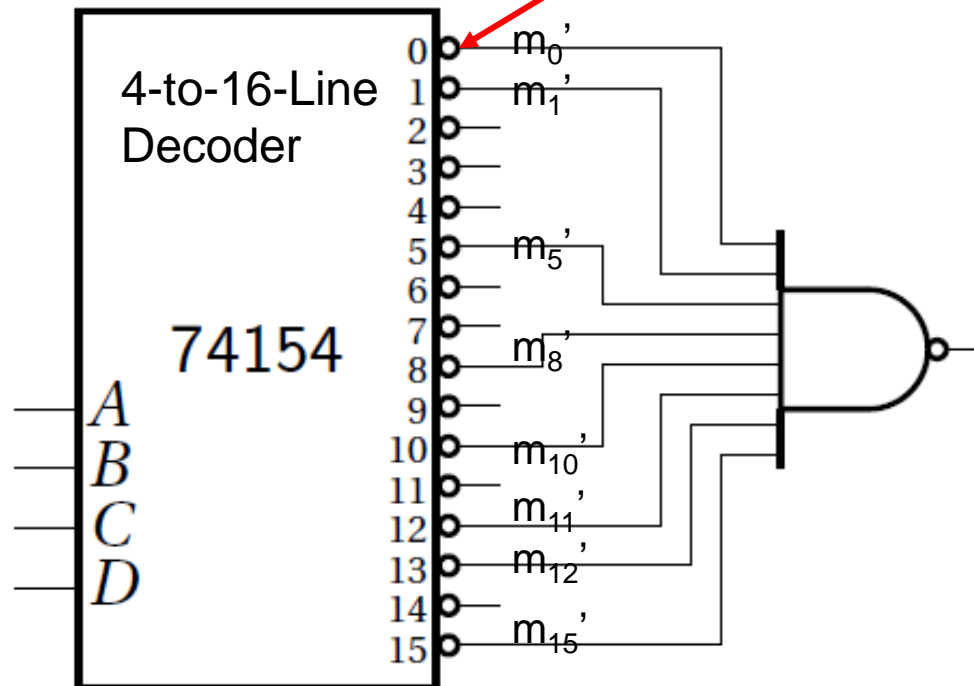 4-to-16-Line
Decoder
74154
A
B
C
D
0
1
2
3
4
5
6
7
8
9
10
11
12
13
14
15
m₀’
m₁’
m₅’
m₈’
m₁₀’
m₁₁’
m₁₂’
m₁₅’